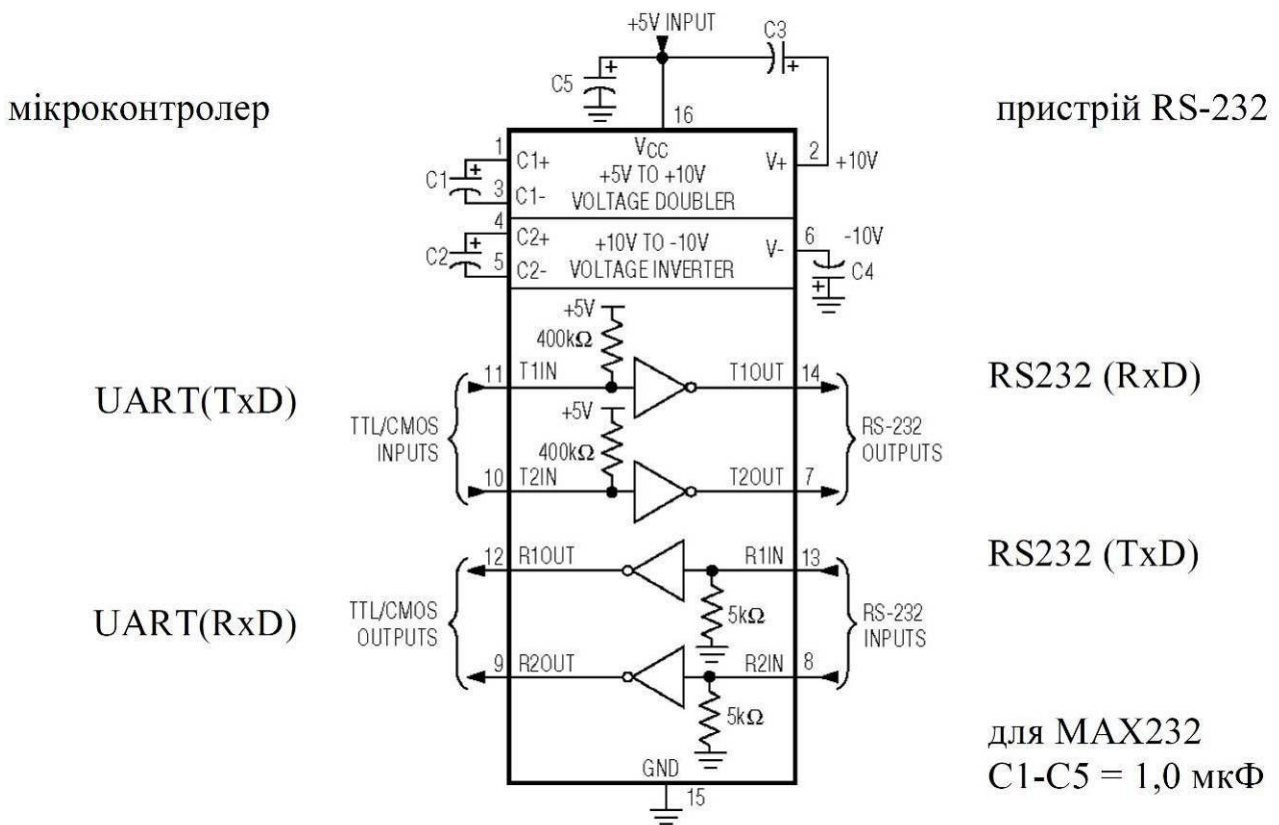 +5V INPUT
C3
+
C5
+
мікроконтролер
пристрій RS-232
16
VCC
1
C1+
+5V TO +10V
V+
2
+10V
C1
+
3
C1-
VOLTAGE DOUBLER
4
C2+
+10V TO -10V
V-
6
-10V
C2
+
5
C2-
VOLTAGE INVERTER
C4
+
+5V
400kΩ
11
T1IN
T1OUT
14
RS232 (RxD)
UART(TxD)
+5V
TTL/CMOS
INPUTS
RS-232
OUTPUTS
400kΩ
10
T2IN
T2OUT
7
12
R1OUT
R1IN
13
RS232 (TxD)
UART(RxD)
TTL/CMOS
OUTPUTS
5kΩ
RS-232
INPUTS
9
R2OUT
R2IN
8
5kΩ
для MAX232
C1-C5 = 1,0 мкФ
GND
15